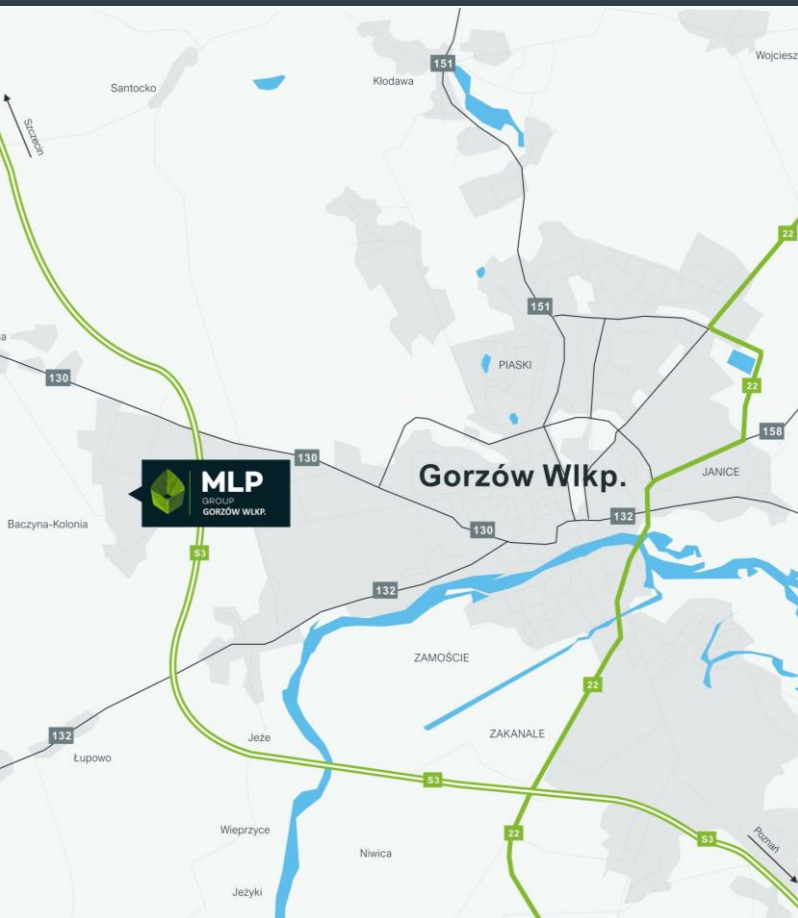 151
Wojciesz
Santocko
Kłodawa
Szczecin
22
151
a
PIASKI
130
22
158
130
Gorzów Wlkp.
JANICE
MLP
GROUP
GORZÓW WLKP.
132
Baczyna-Kolonia
130
S3
132
ZAMOŚCIE
22
ZAKANALE
132
Jeże
Łupowo
S3
Wieprzyce
22
S3
Poznań
Niwica
Jeżyki